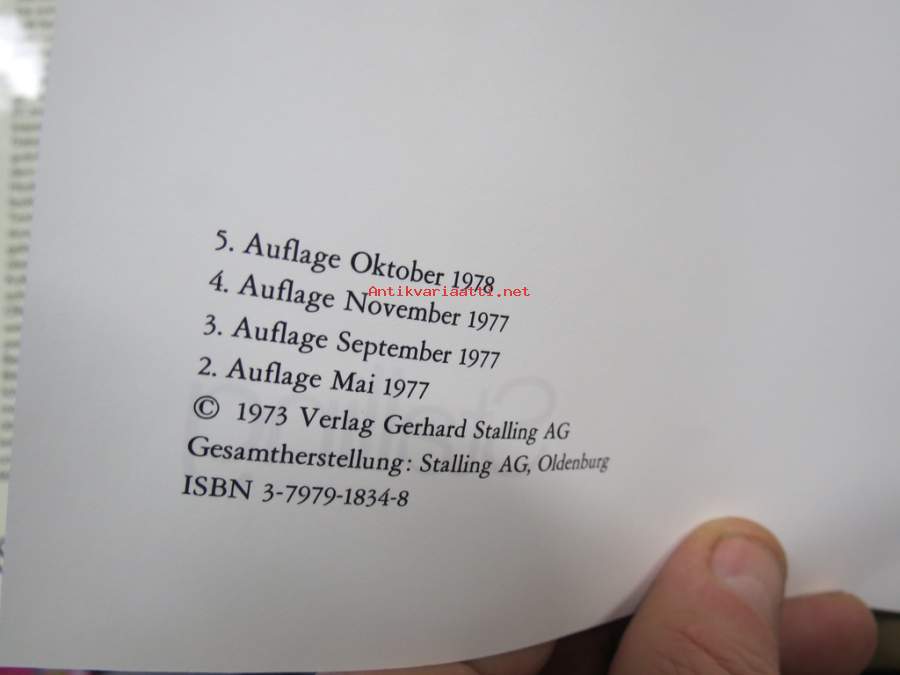 5. Auflage Oktober 1978
Antikvariaatti.net
4. Auflage November 1977
3. Auflage September 1977
2. Auflage Mai 1977
© 1973 Verlag Gerhard Stalling AG
Gesamtherstellung: Stalling AG, Oldenburg
ISBN 3-7979-1834-8
Stalling